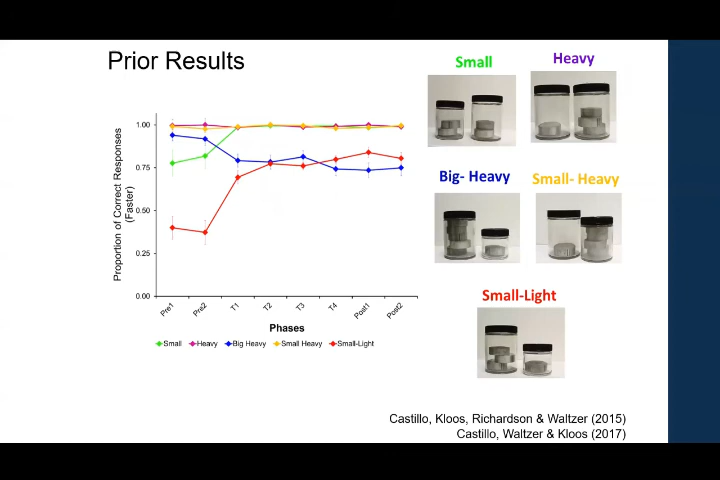 Prior Results
Small
Heavy
Big- Heavy
Small- Heavy
Small-Light
Proportion of Correct Responses
(Faster)
1.00
0.75
0.50
0.25
0.00
Pre1
Pre2
T1
T2
T3
T4
Post1
Post2
Phases
Small
Heavy
Big Heavy
Small Heavy
Small-Light
Castillo, Kloos, Richardson & Waltzer (2015)
Castillo, Waltzer & Kloos (2017)